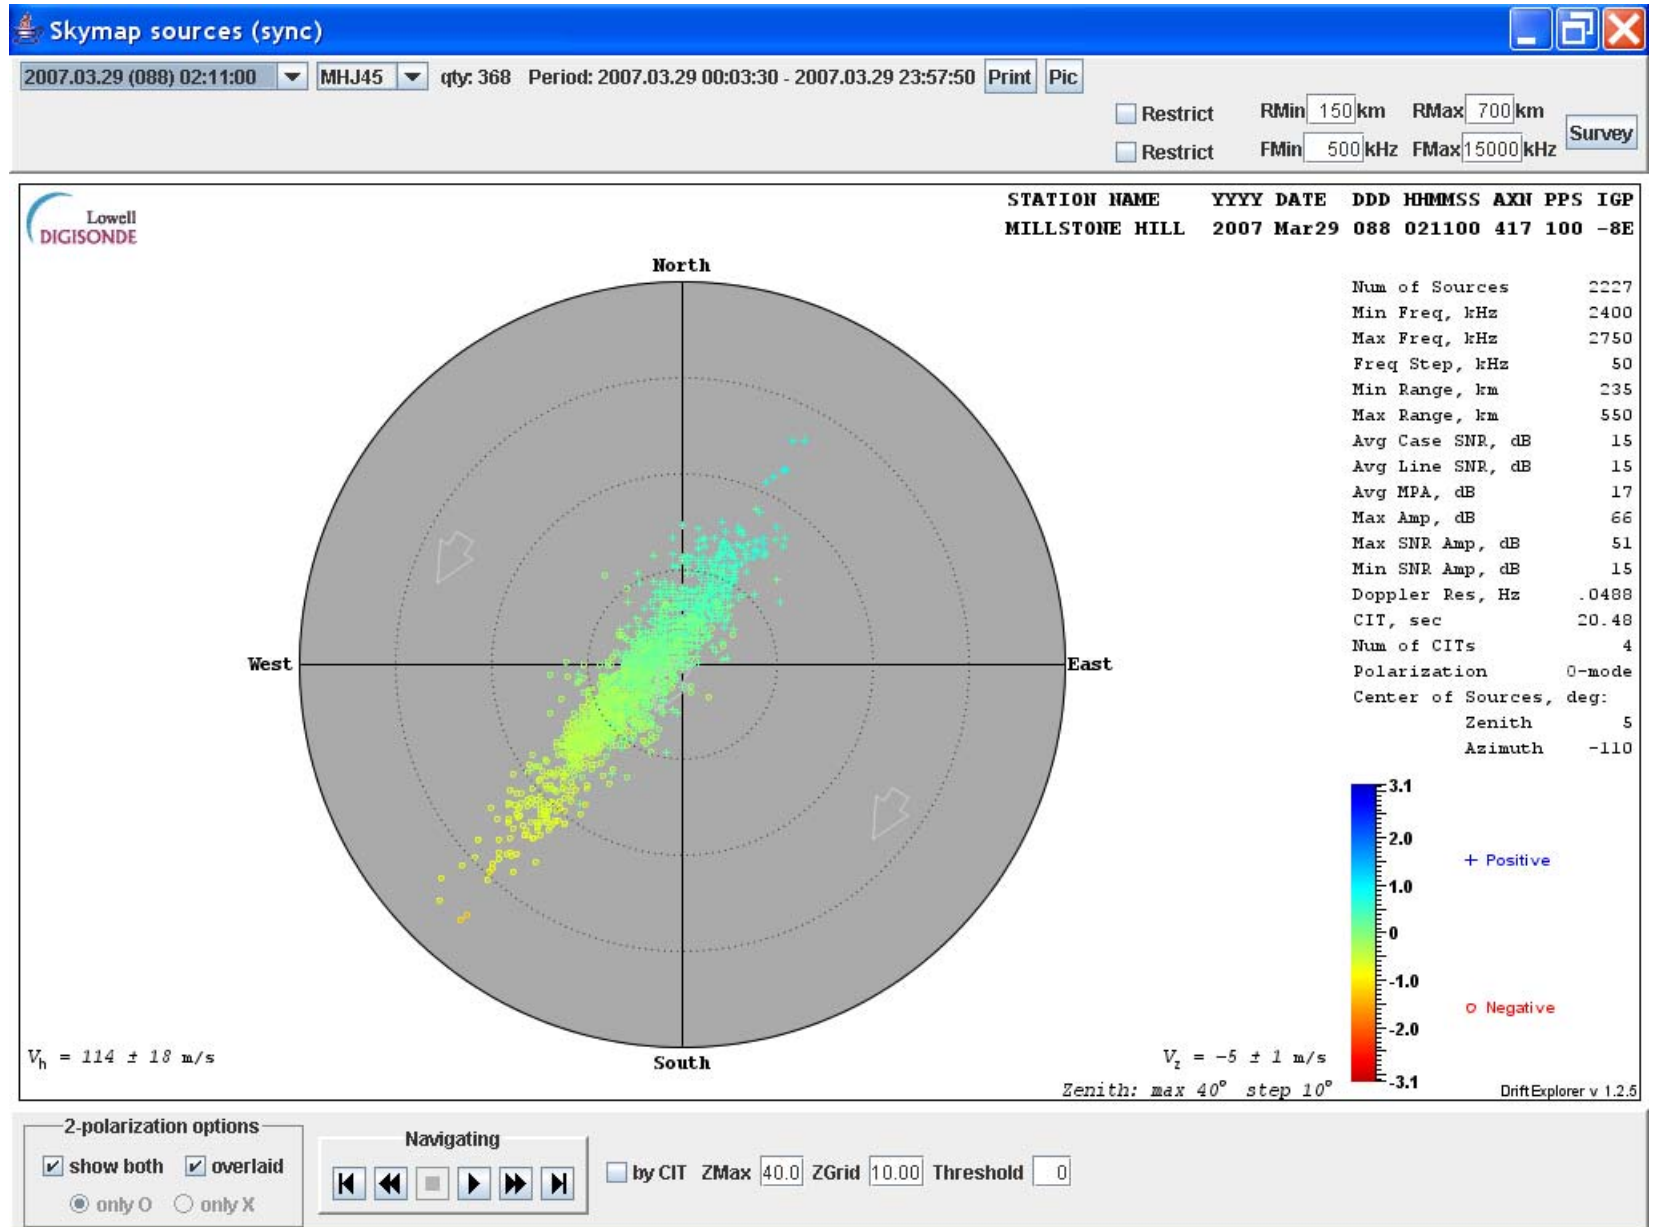 Skymap sources (sync)
2007.03.29 (088) 02:11:00 MHJ45 qty: 368 Period: 2007.03.29 00:03:30 - 2007.03.29 23:57:50 Print Pic
Restrict RMin 150 km RMax 700 km
Restrict FMin 500 kHz FMax 15000 kHz Survey
Lowell
DIGISONDE
STATION NAME YYYY DATE DDD HHMMSS AXN PPS IGP
MILLSTONE HILL 2007 Mar29 088 021100 417 100 -8E
North
West
East
South
Num of Sources 2227
Min Freq, kHz 2400
Max Freq, kHz 2750
Freq Step, kHz 50
Min Range, km 235
Max Range, km 550
Avg Case SNR, dB 15
Avg Line SNR, dB 15
Avg MPA, dB 17
Max Amp, dB 66
Max SNR Amp, dB 51
Min SNR Amp, dB 15
Doppler Res, Hz .0488
CIT, sec 20.48
Num of CITs 4
Polarization O-mode
Center of Sources, deg:
Zenith 5
Azimuth -110
3.1
2.0
1.0
0
-1.0
-2.0
-3.1
+ Positive
o Negative
Vh = 114 ± 18 m/s
Vz = -5 ± 1 m/s
Zenith: max 40° step 10°
DriftExplorer v 1.2.5
2-polarization options
show both overlaid
only O only X
Navigating
by CIT ZMax 40.0 ZGrid 10.00 Threshold 0